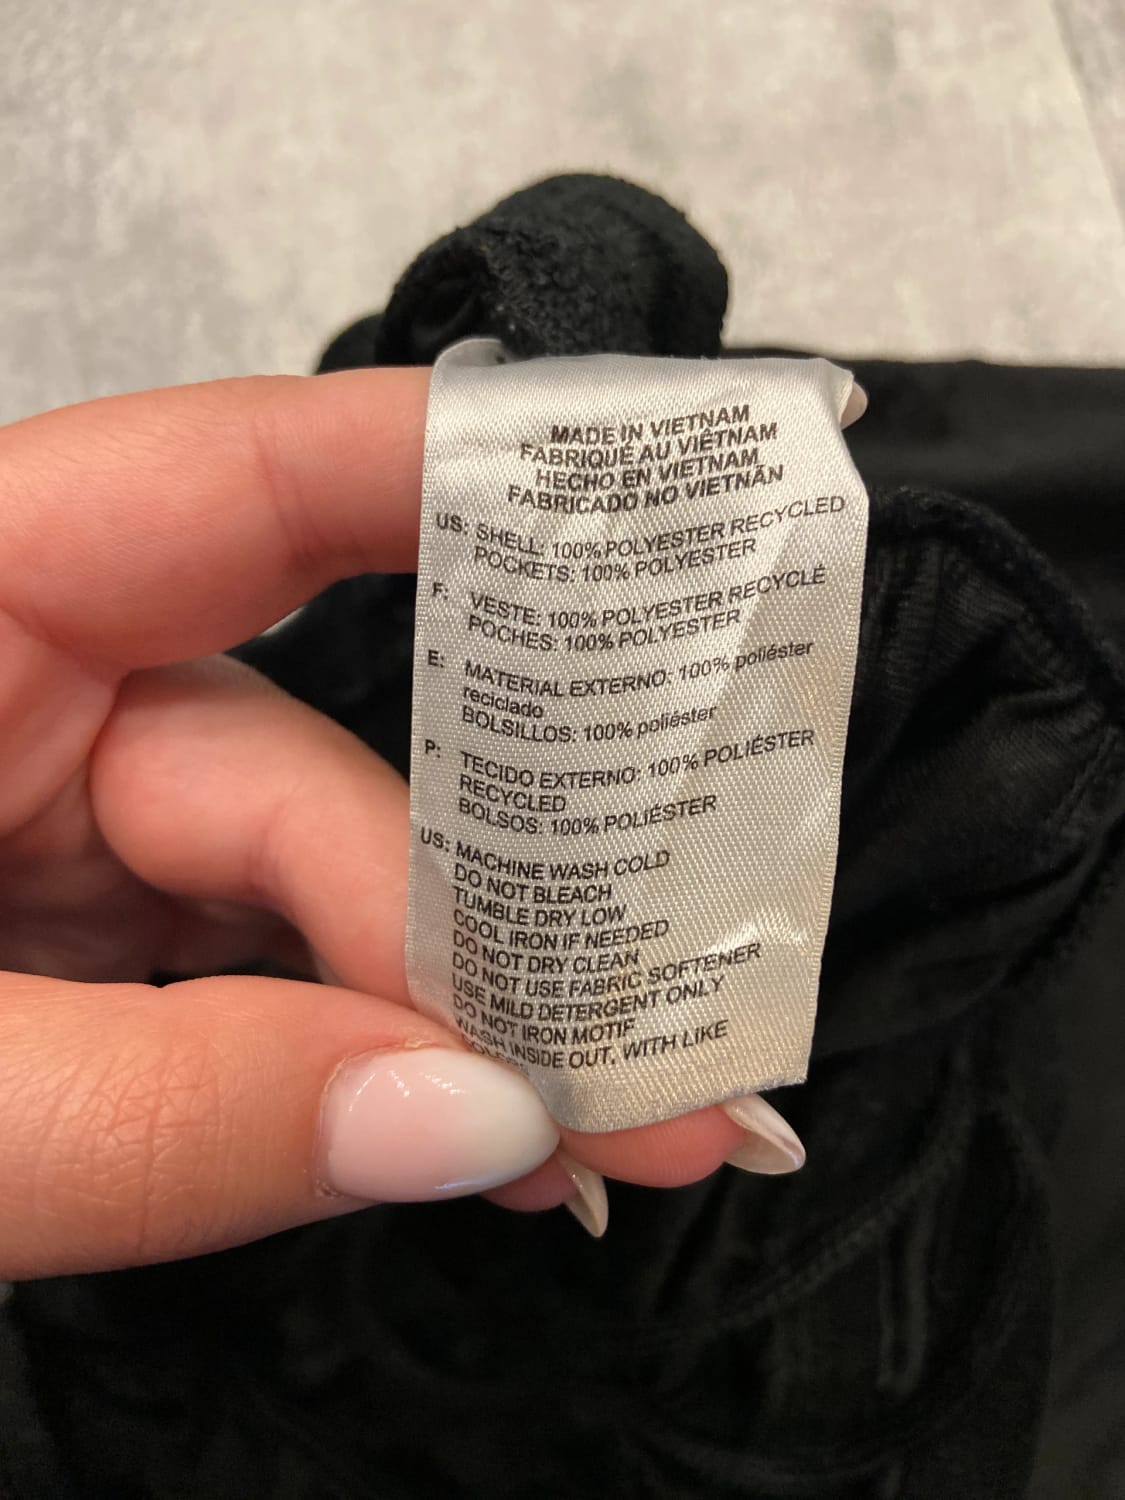 MADE IN VIETNAM
FABRIQUÉ AU VIÊTNAM
HECHO EN VIETNAM
FABRICADO NO VIETNÃN
US: SHELL: 100% POLYESTER RECYCLED
POCKETS: 100% POLYESTER
F: VESTE: 100% POLYESTER RECYCLÉ
POCHES: 100% POLYESTER
E: MATERIAL EXTERNO: 100% poliéster
reciclado
BOLSILLOS: 100% poliéster
P: TECIDO EXTERNO: 100% POLIÉSTER
RECYCLED
BOLSOS: 100% POLIÉSTER
US: MACHINE WASH COLD
DO NOT BLEACH
TUMBLE DRY LOW
COOL IRON IF NEEDED
DO NOT DRY CLEAN
DO NOT USE FABRIC SOFTENER
USE MILD DETERGENT ONLY
DO NOT IRON MOTIF
WASH INSIDE OUT, WITH LIKE